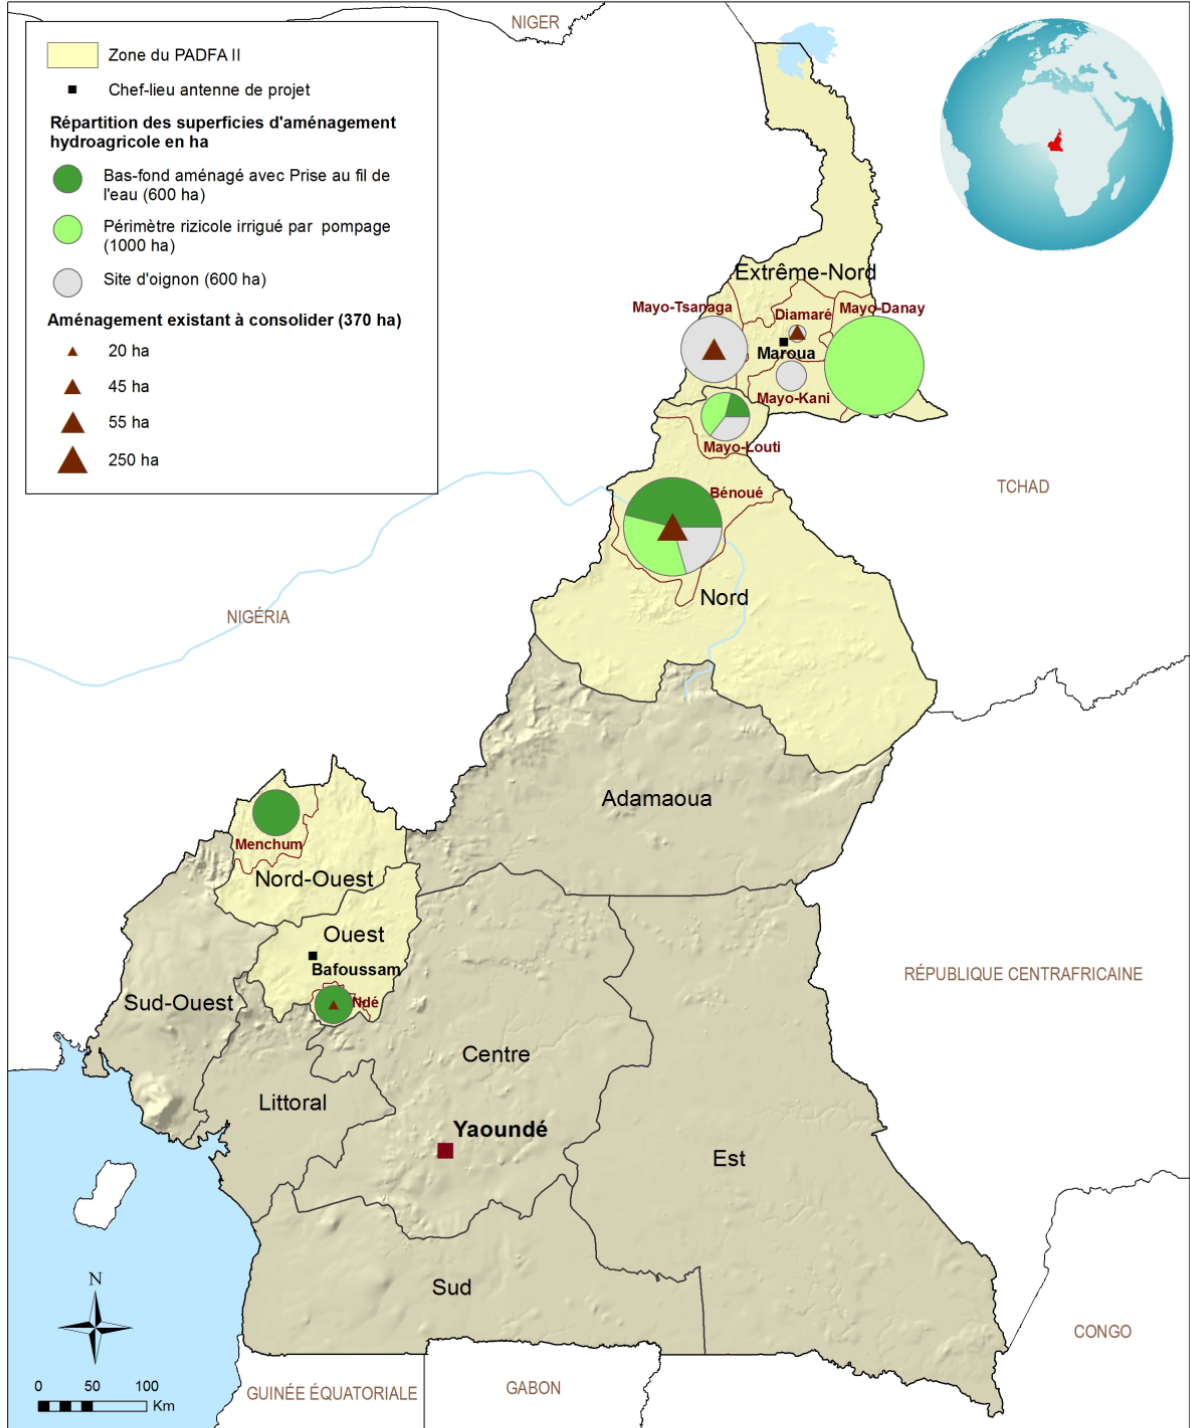 NIGER
Zone du PADFA II
Chef-lieu antenne de projet
Répartition des superficies d'aménagement
hydroagricole en ha
Bas-fond aménagé avec Prise au fil de
l'eau (600 ha)
Périmètre rizicole irrigué par pompage
(1000 ha)
Site d'oignon (600 ha)
Aménagement existant à consolider (370 ha)
20 ha
45 ha
55 ha
250 ha
Extrême-Nord
Mayo-Tsanaga
Diamaré
Mayo-Danay
Maroua
Mayo-Kani
Mayo-Louti
Bénoué
TCHAD
Nord
NIGÉRIA
Adamaoua
Menchum
Nord-Ouest
Ouest
Bafoussam
Ndé
Sud-Ouest
RÉPUBLIQUE CENTRAFRICAINE
Centre
Littoral
Yaoundé
Est
Sud
N
CONGO
0 50 100
Km
GUINÉE ÉQUATORIALE
GABON